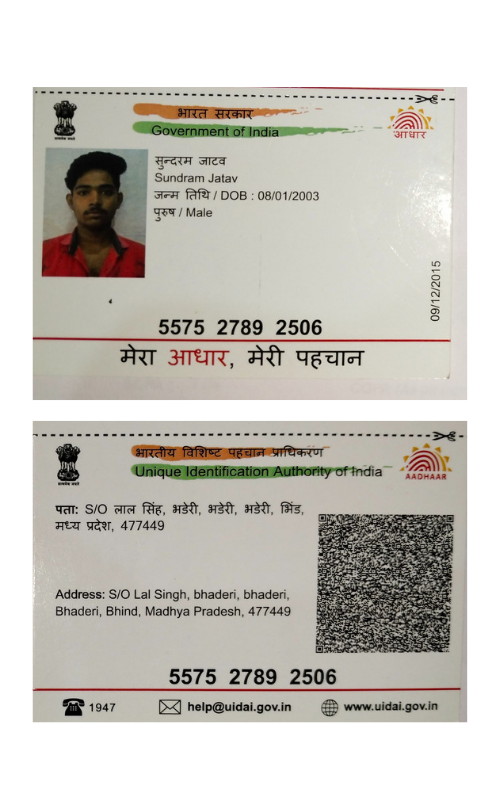 भारत सरकार
Government of India
आधार
सुन्दरम जाटव
Sundram Jatav
जन्म तिथि / DOB : 08/01/2003
पुरुष / Male
09/12/2015
5575 2789 2506
मेरा आधार, मेरी पहचान
भारतीय विशिष्ट पहचान प्राधिकरण
Unique Identification Authority of India
AADHAAR
पता: S/O लाल सिंह, भडेरी, भडेरी, भडेरी, भिंड,
मध्य प्रदेश, 477449
Address: S/O Lal Singh, bhaderi, bhaderi,
Bhaderi, Bhind, Madhya Pradesh, 477449
5575 2789 2506
1947
help@uidai.gov.in
www.uidai.gov.in